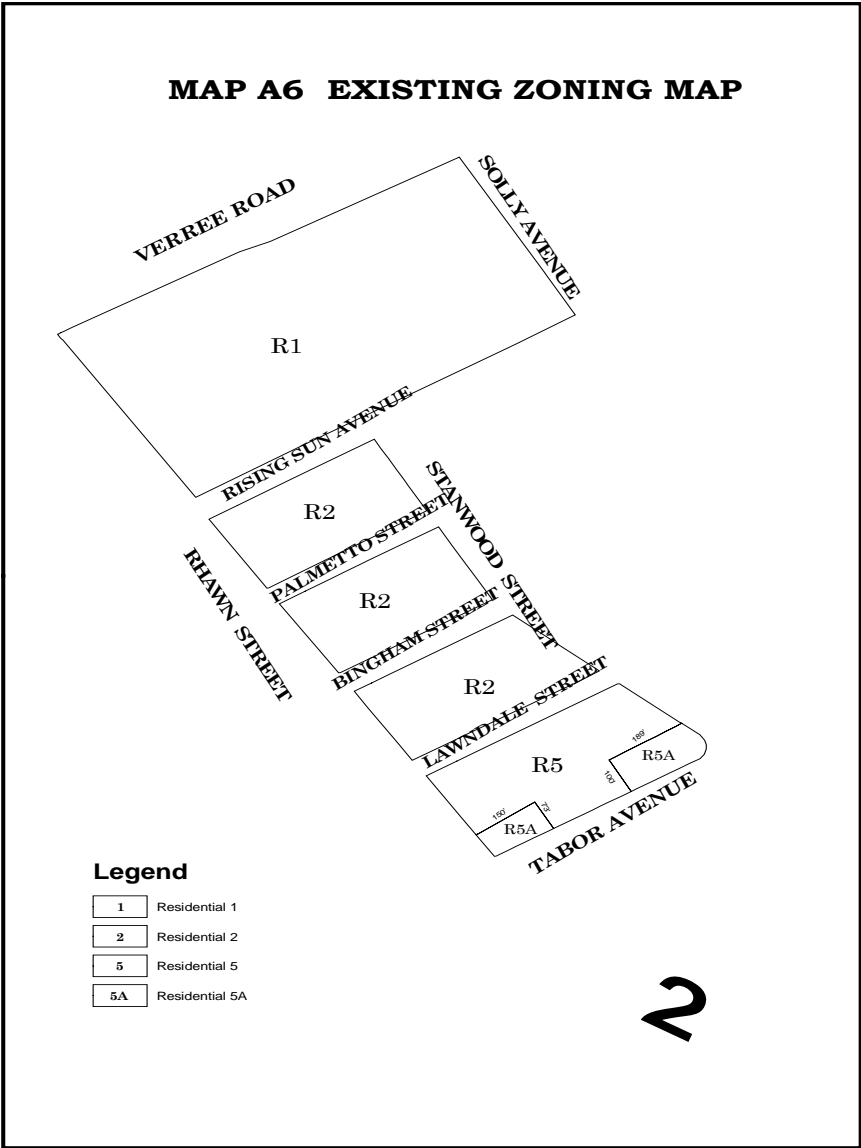 MAP A6 EXISTING ZONING MAP
VERREE ROAD
SOLLY AVENUE
R1
RISING SUN AVENUE
R2
STANWOOD STREET
PALMETTO STREET
RHAWN STREET
R2
BINGHAM STREET
R2
LAWNDALE STREET
R5
189'
R5A
100'
150'
73'
R5A
TABOR AVENUE
Legend
1 Residential 1
2 Residential 2
5 Residential 5
5A Residential 5A
2